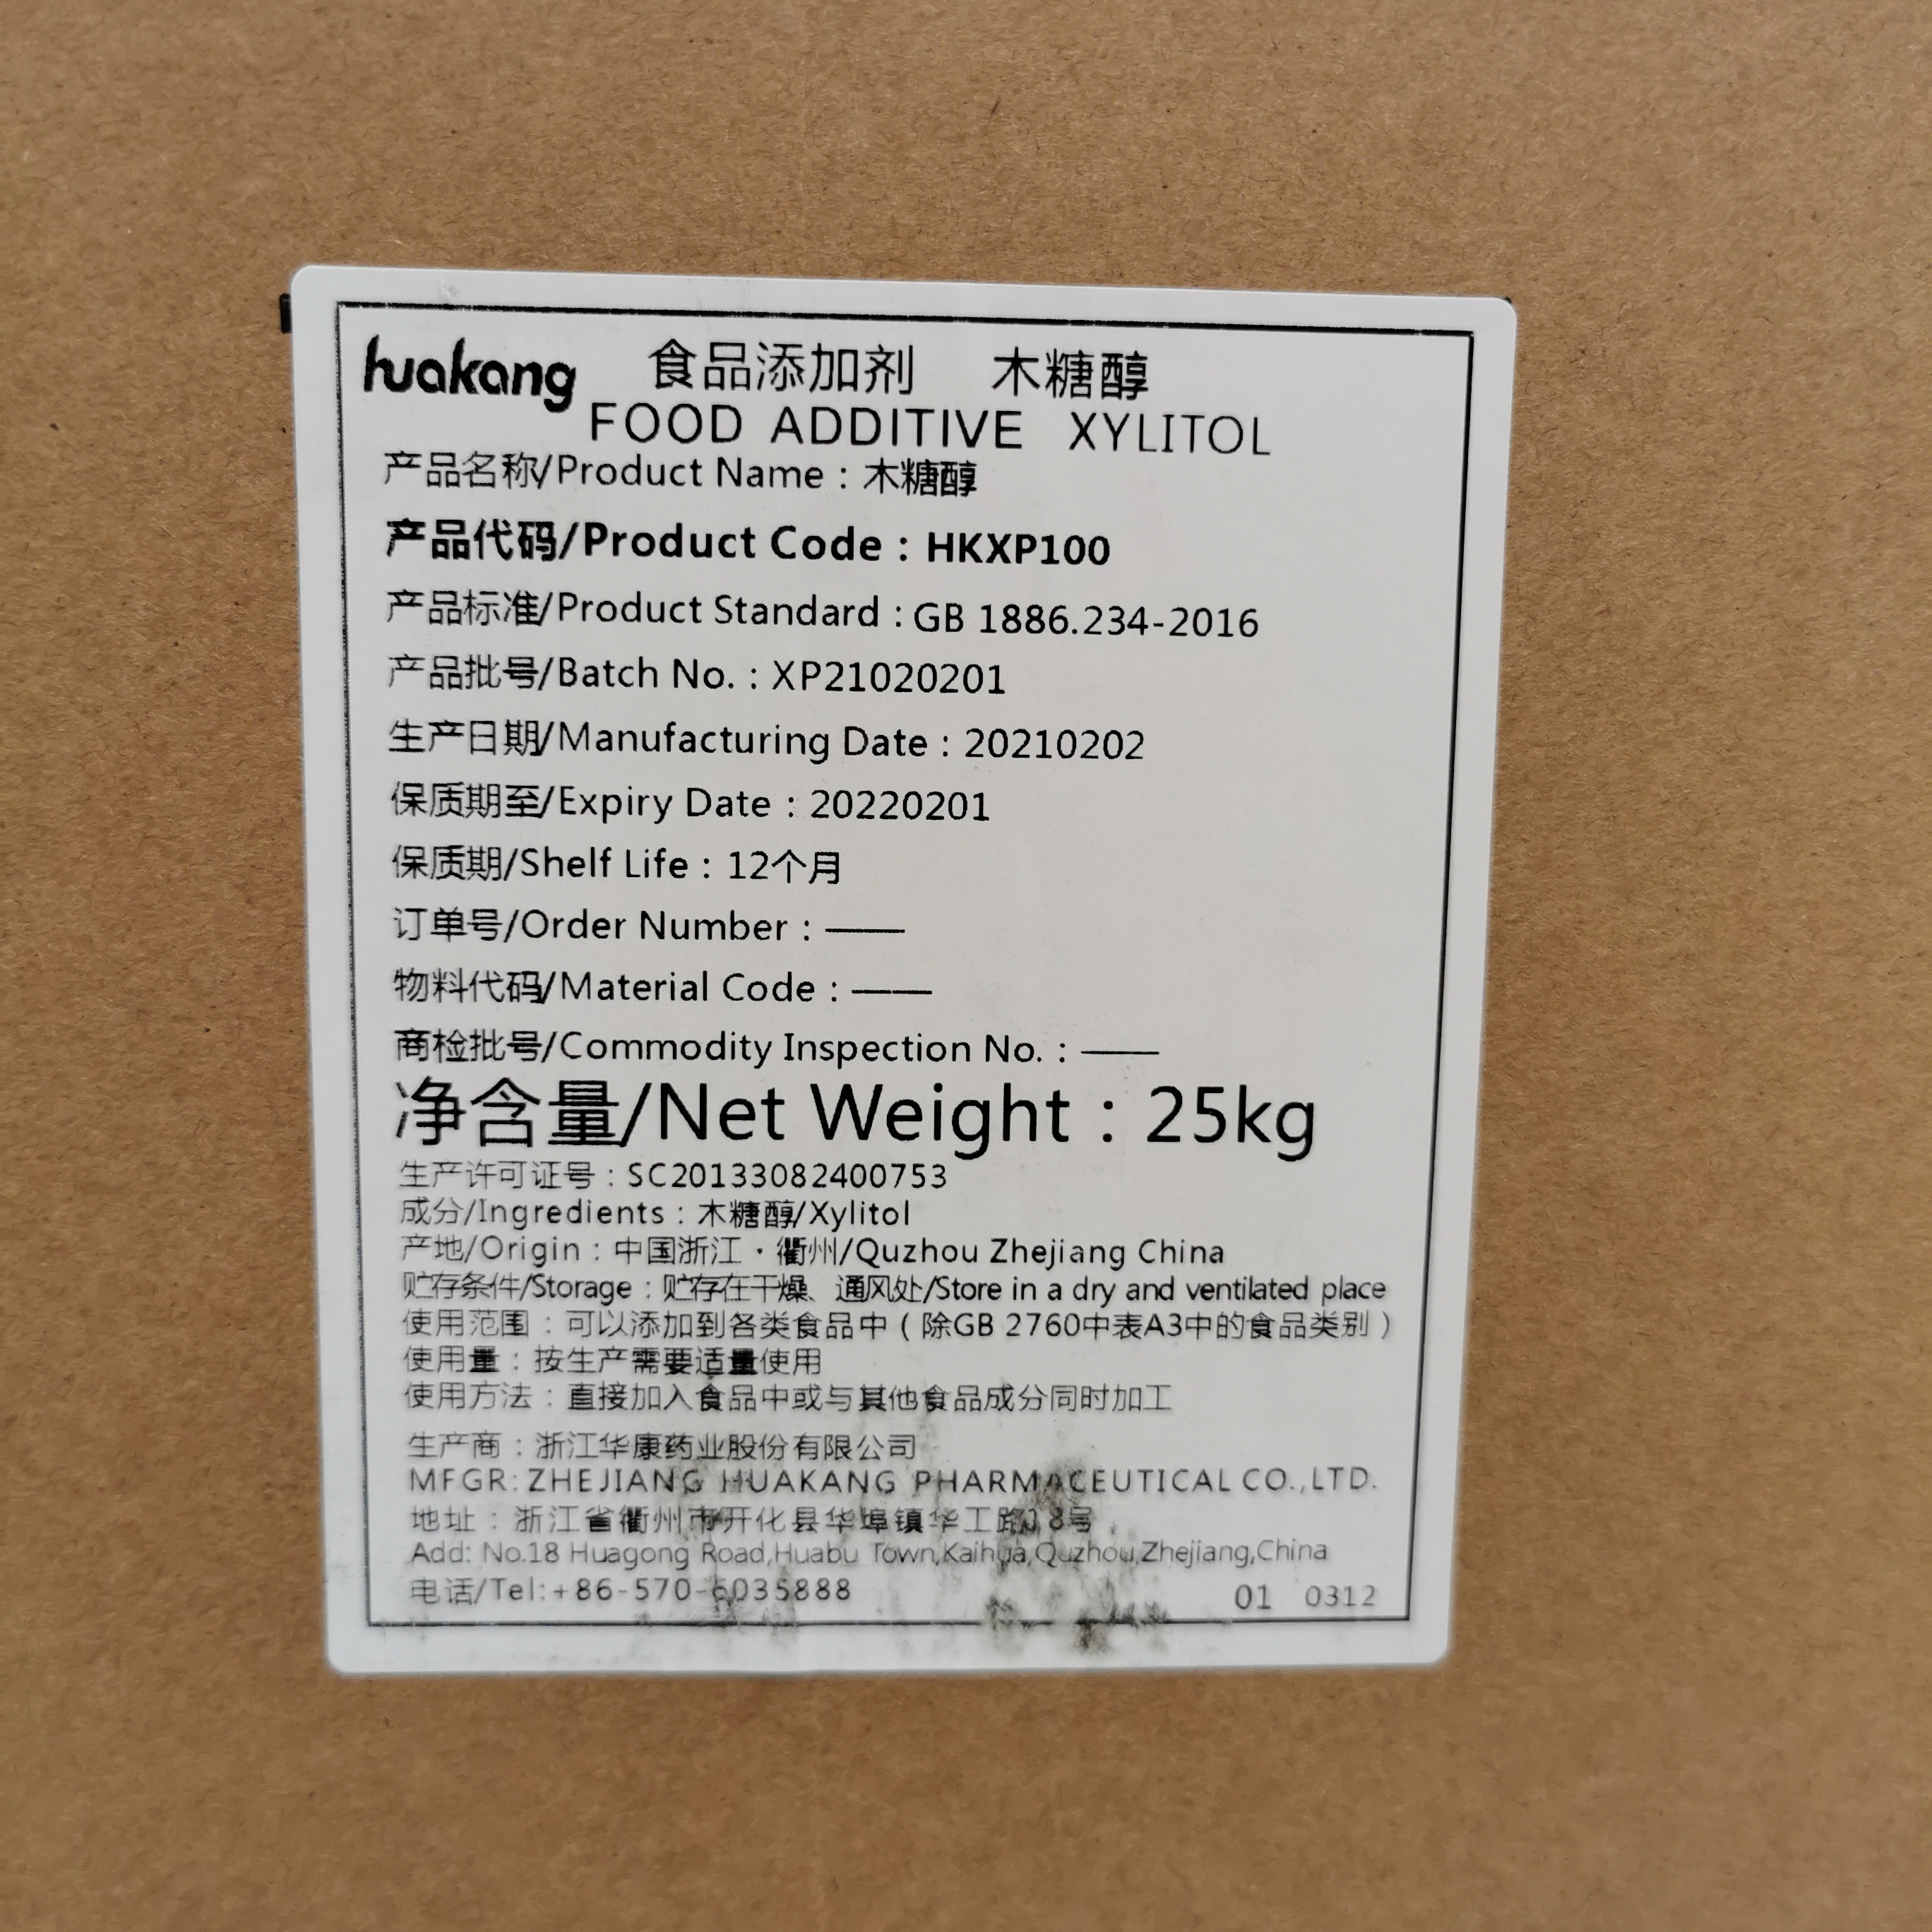 huakang 食品添加剂 木糖醇
FOOD ADDITIVE XYLITOL
产品名称/Product Name : 木糖醇
产品代码/Product Code : HKXP100
产品标准/Product Standard : GB 1886.234-2016
产品批号/Batch No. : XP21020201
生产日期/Manufacturing Date : 20210202
保质期至/Expiry Date : 20220201
保质期/Shelf Life : 12个月
订单号/Order Number : ——
物料代码/Material Code : ——
商检批号/Commodity Inspection No. : ——
净含量/Net Weight : 25kg
生产许可证号 : SC20133082400753
成分/Ingredients : 木糖醇/Xylitol
产地/Origin : 中国浙江·衢州/Quzhou Zhejiang China
贮存条件/Storage : 贮存在干燥、通风处/Store in a dry and ventilated place
使用范围 : 可以添加到各类食品中 ( 除GB 2760中表A3中的食品类别 )
使用量 : 按生产需要适量使用
使用方法 : 直接加入食品中或与其他食品成分同时加工
生产商 : 浙江华康药业股份有限公司
MFGR: ZHEJIANG HUAKANG PHARMACEUTICAL CO.,LTD.
地址 : 浙江省衢州市开化县华埠镇华工路18号
Add: No.18 Huagong Road,Huabu Town,Kaihua,Quzhou,Zhejiang,China
电话/Tel:+86-570-6035888 01 0312